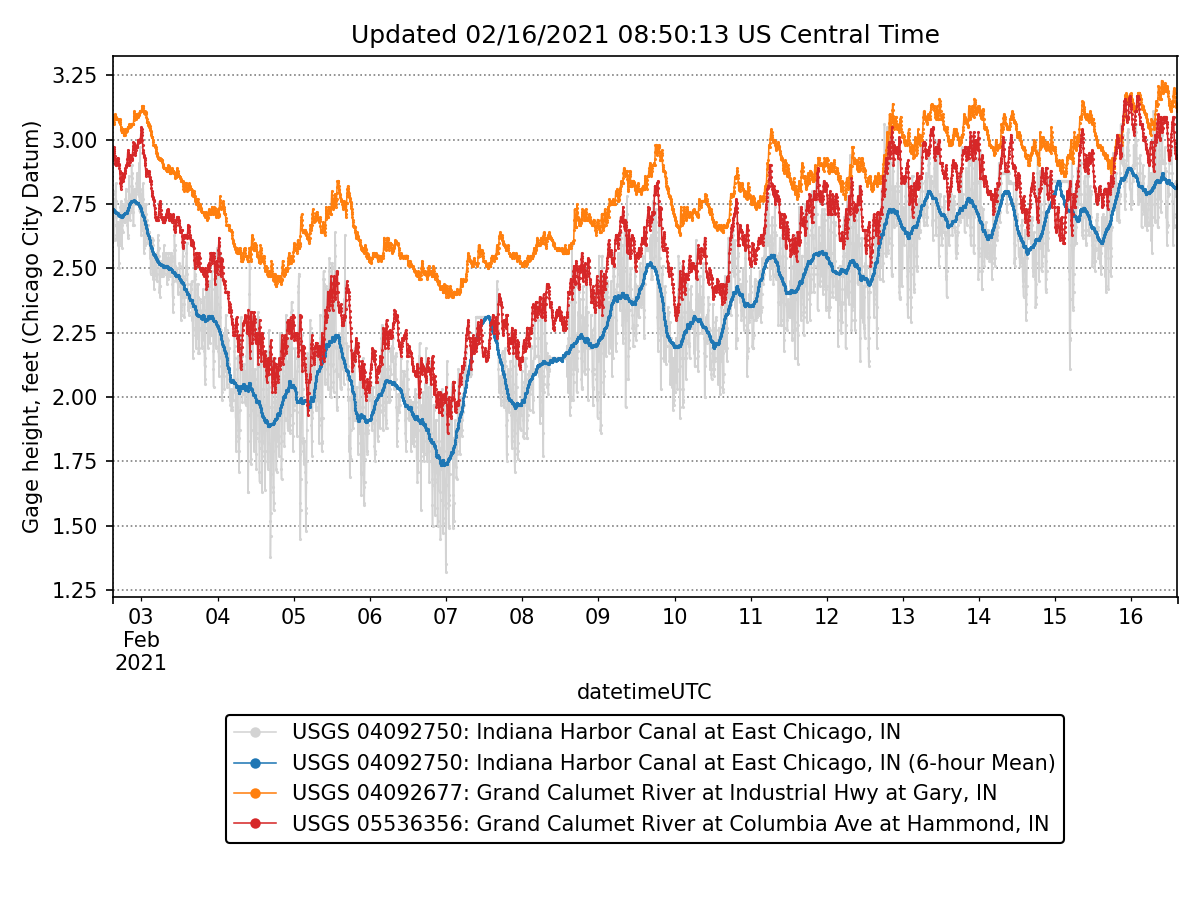 Updated 02/16/2021 08:50:13 US Central Time
Gage height, feet (Chicago City Datum)
3.25
3.00
2.75
2.50
2.25
2.00
1.75
1.50
1.25
03 04 05 06 07 08 09 10 11 12 13 14 15 16
Feb
2021
datetimeUTC
USGS 04092750: Indiana Harbor Canal at East Chicago, IN
USGS 04092750: Indiana Harbor Canal at East Chicago, IN (6-hour Mean)
USGS 04092677: Grand Calumet River at Industrial Hwy at Gary, IN
USGS 05536356: Grand Calumet River at Columbia Ave at Hammond, IN